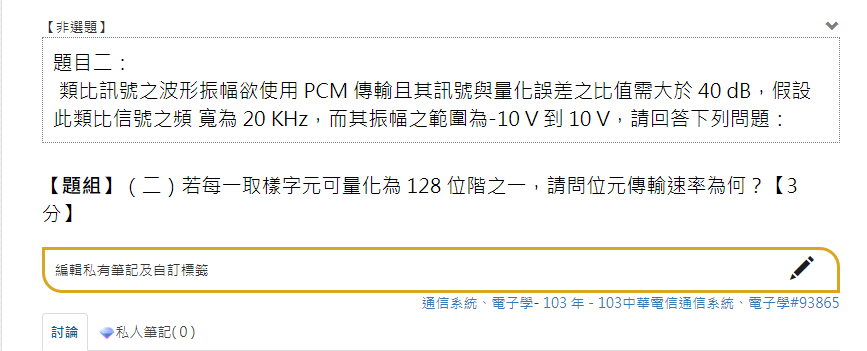 【非選題】
題目二：
類比訊號之波形振幅欲使用 PCM 傳輸且其訊號與量化誤差之比值需大於 40 dB，假設
此類比信號之頻 寬為 20 KHz，而其振幅之範圍為-10 V 到 10 V，請回答下列問題：
【題組】（二）若每一取樣字元可量化為 128 位階之一，請問位元傳輸速率為何？【3
分】
編輯私有筆記及自訂標籤
通信系統、電子學- 103 年 - 103中華電信通信系統、電子學#93865
討論 私人筆記( 0 )